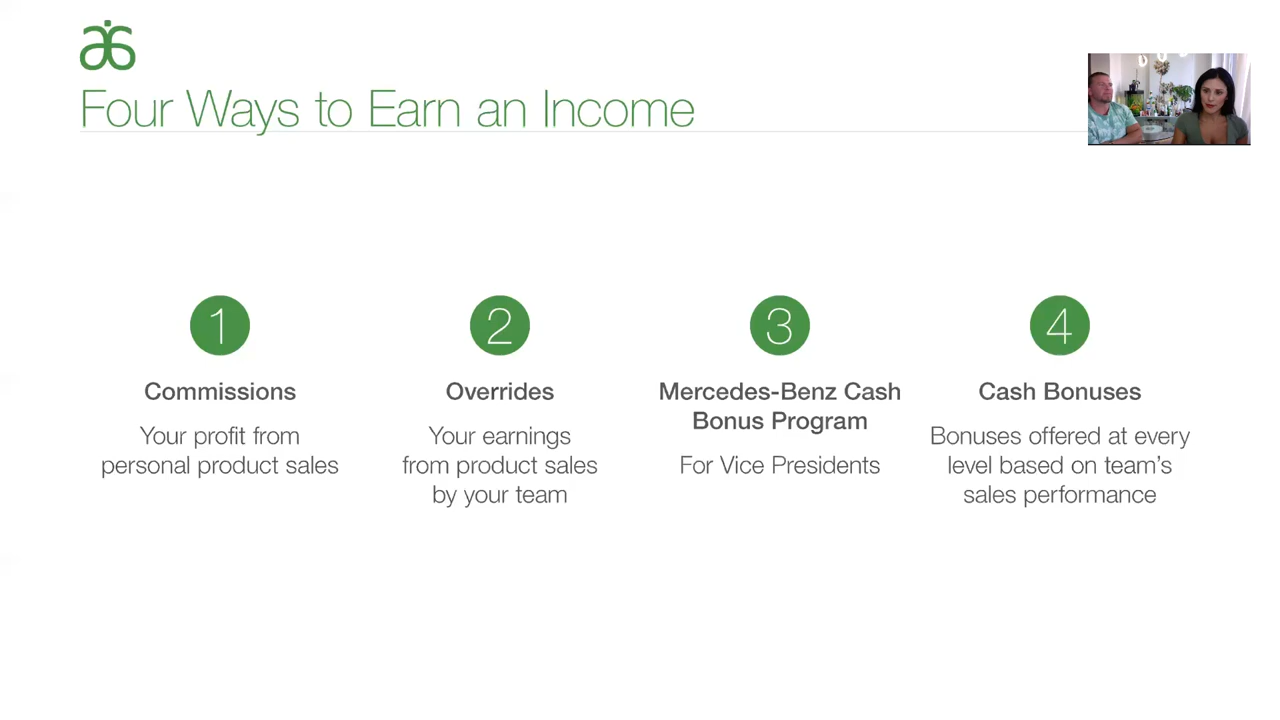 Four Ways to Earn an Income
1
Commissions
Your profit from
personal product sales
2
Overrides
Your earnings
from product sales
by your team
3
Mercedes-Benz Cash
Bonus Program
For Vice Presidents
4
Cash Bonuses
Bonuses offered at every
level based on team’s
sales performance